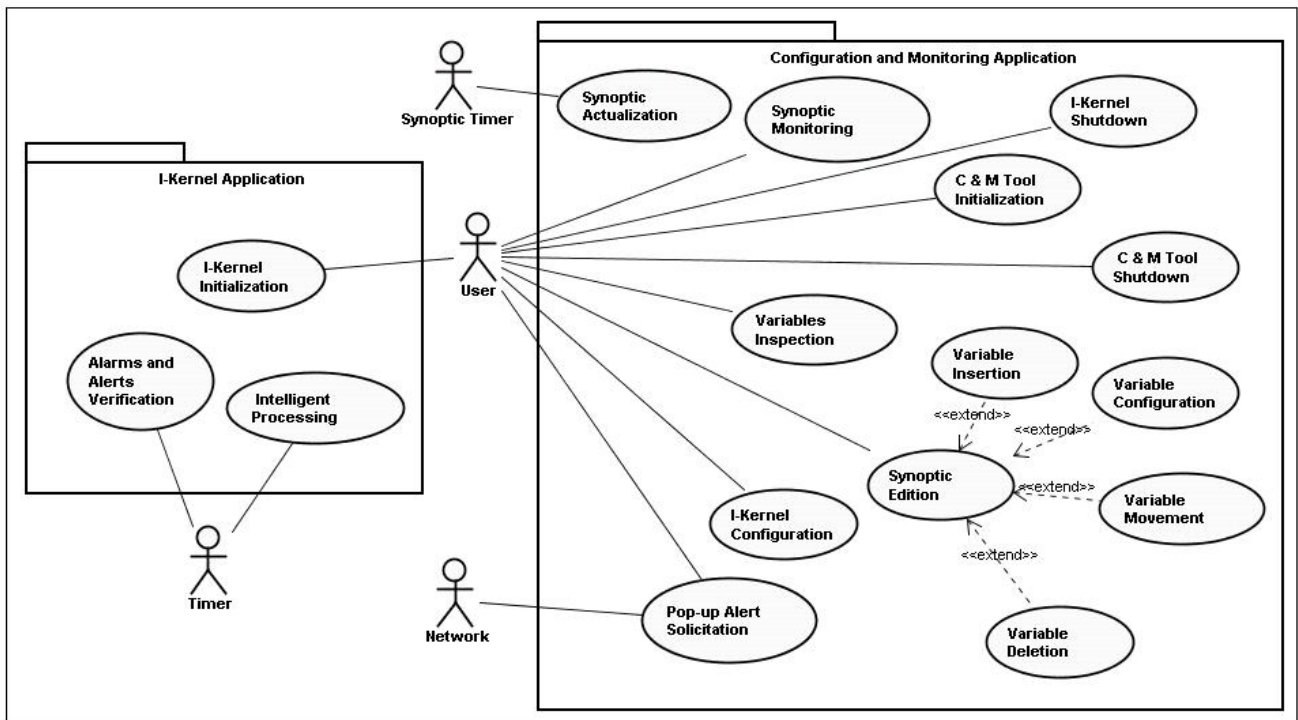 Configuration and Monitoring Application
Synoptic Timer
Synoptic
Actualization
Synoptic
Monitoring
I-Kernel
Shutdown
I-Kernel Application
C & M Tool
Initialization
I-Kernel
Initialization
User
C & M Tool
Shutdown
Variables
Inspection
Alarms and
Alerts
Verification
Intelligent
Processing
Variable
Insertion
Variable
Configuration
<<extend>>
<<extend>>
Synoptic
Edition
<<extend>>
Variable
Movement
I-Kernel
Configuration
<<extend>>
Timer
Network
Pop-up Alert
Solicitation
Variable
Deletion